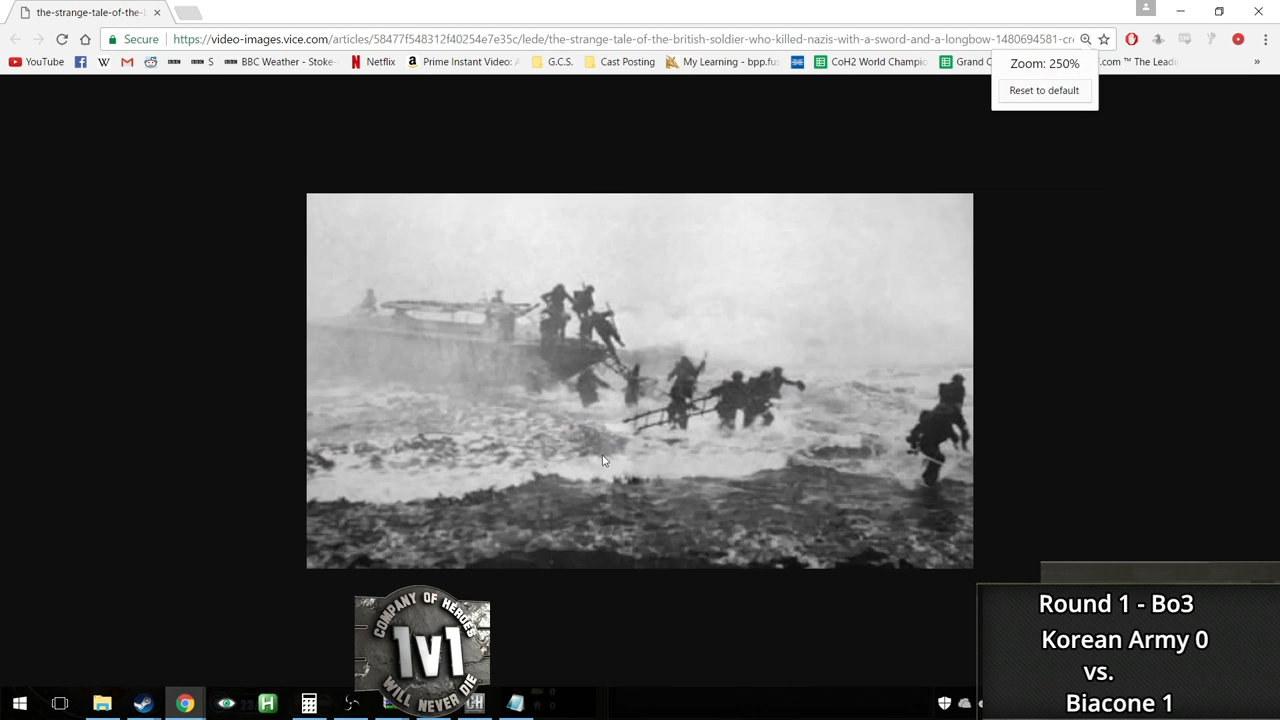 the-strange-tale-of-the-
Secure https://video-images.vice.com/articles/58477f548312f40254e7e35c/lede/the-strange-tale-of-the-british-soldier-who-killed-nazis-with-a-sword-and-a-longbow-1480694581-cr
YouTube S BBC Weather - Stoke- Netflix Prime Instant Video: G.C.S. Cast Posting My Learning - bpp.fu CoH2 World Champio Grand C .com ™ The Lead »
Zoom: 250%
Reset to default
COMPANY OF HEROES
1v1
WILL NEVER DIE
Round 1 - Bo3
Korean Army 0
vs.
Biacone 1